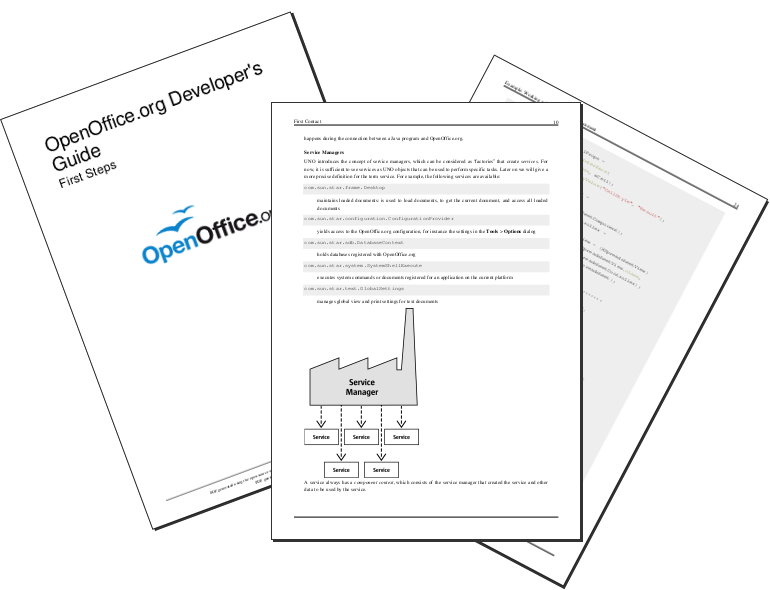 OpenOffice.org Developer's
Guide
First Steps
OpenOffice.or
First Contact
10
happens during the connection between a Java program and OpenOffice.org.
Service Managers
UNO introduces the concept of service managers, which can be considered as "factories" that create services. For
now, it is sufficient to see services as UNO objects that can be used to perform specific tasks. Later on we will give a
more precise definition for the term service. For example, the following services are available:
com.sun.star.frame.Desktop
maintains loaded documents: is used to load documents, to get the current document, and access all loaded
documents
com.sun.star.configuration.ConfigurationProvider
yields access to the OpenOffice.org configuration, for instance the settings in the Tools > Options dialog
com.sun.star.sdb.DatabaseContext
holds databases registered with OpenOffice.org
com.sun.star.system.SystemShellExecute
executes system commands or documents registered for an application on the current platform
com.sun.star.text.GlobalSettings
manages global view and print settings for text documents
Service
Manager
Service
Service
Service
Service
Service
A service always has a component context, which consists of the service manager that created the service and other
data to be used by the service.